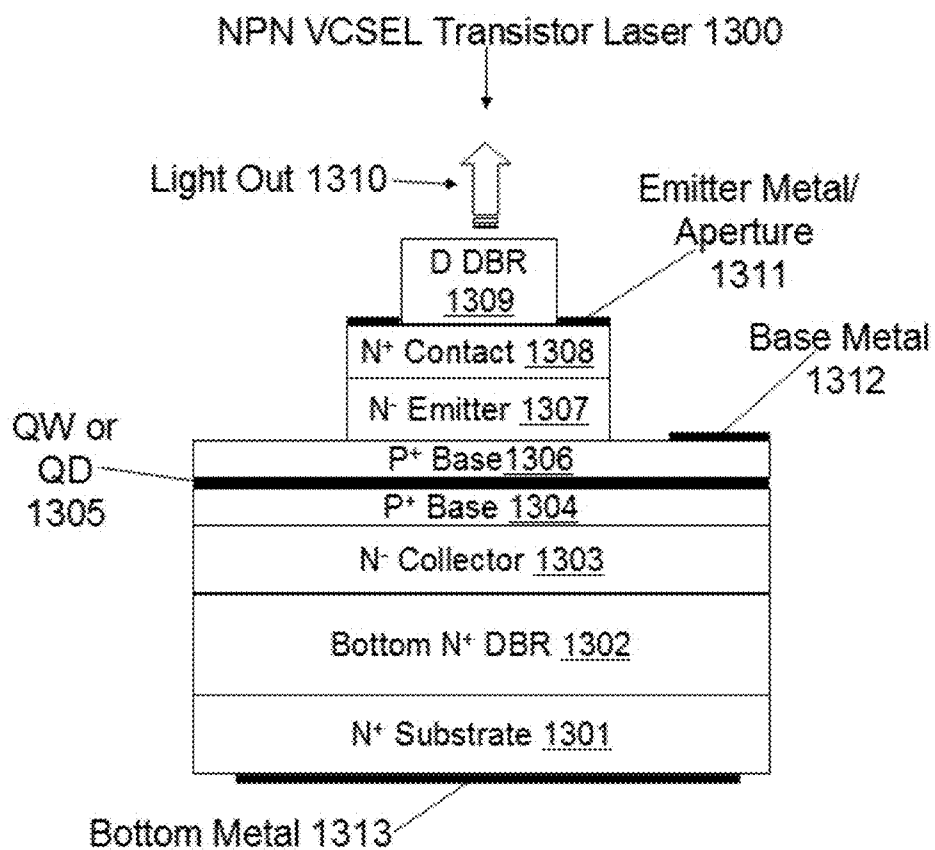 NPN VCSEL Transistor Laser 1300
Light Out 1310
Emitter Metal/
Aperture
1311
D DBR
1309
Base Metal
1312
N+ Contact 1308
N- Emitter 1307
QW or
QD
1305
P+ Base1306
P+ Base 1304
N- Collector 1303
Bottom N+ DBR 1302
N+ Substrate 1301
Bottom Metal 1313